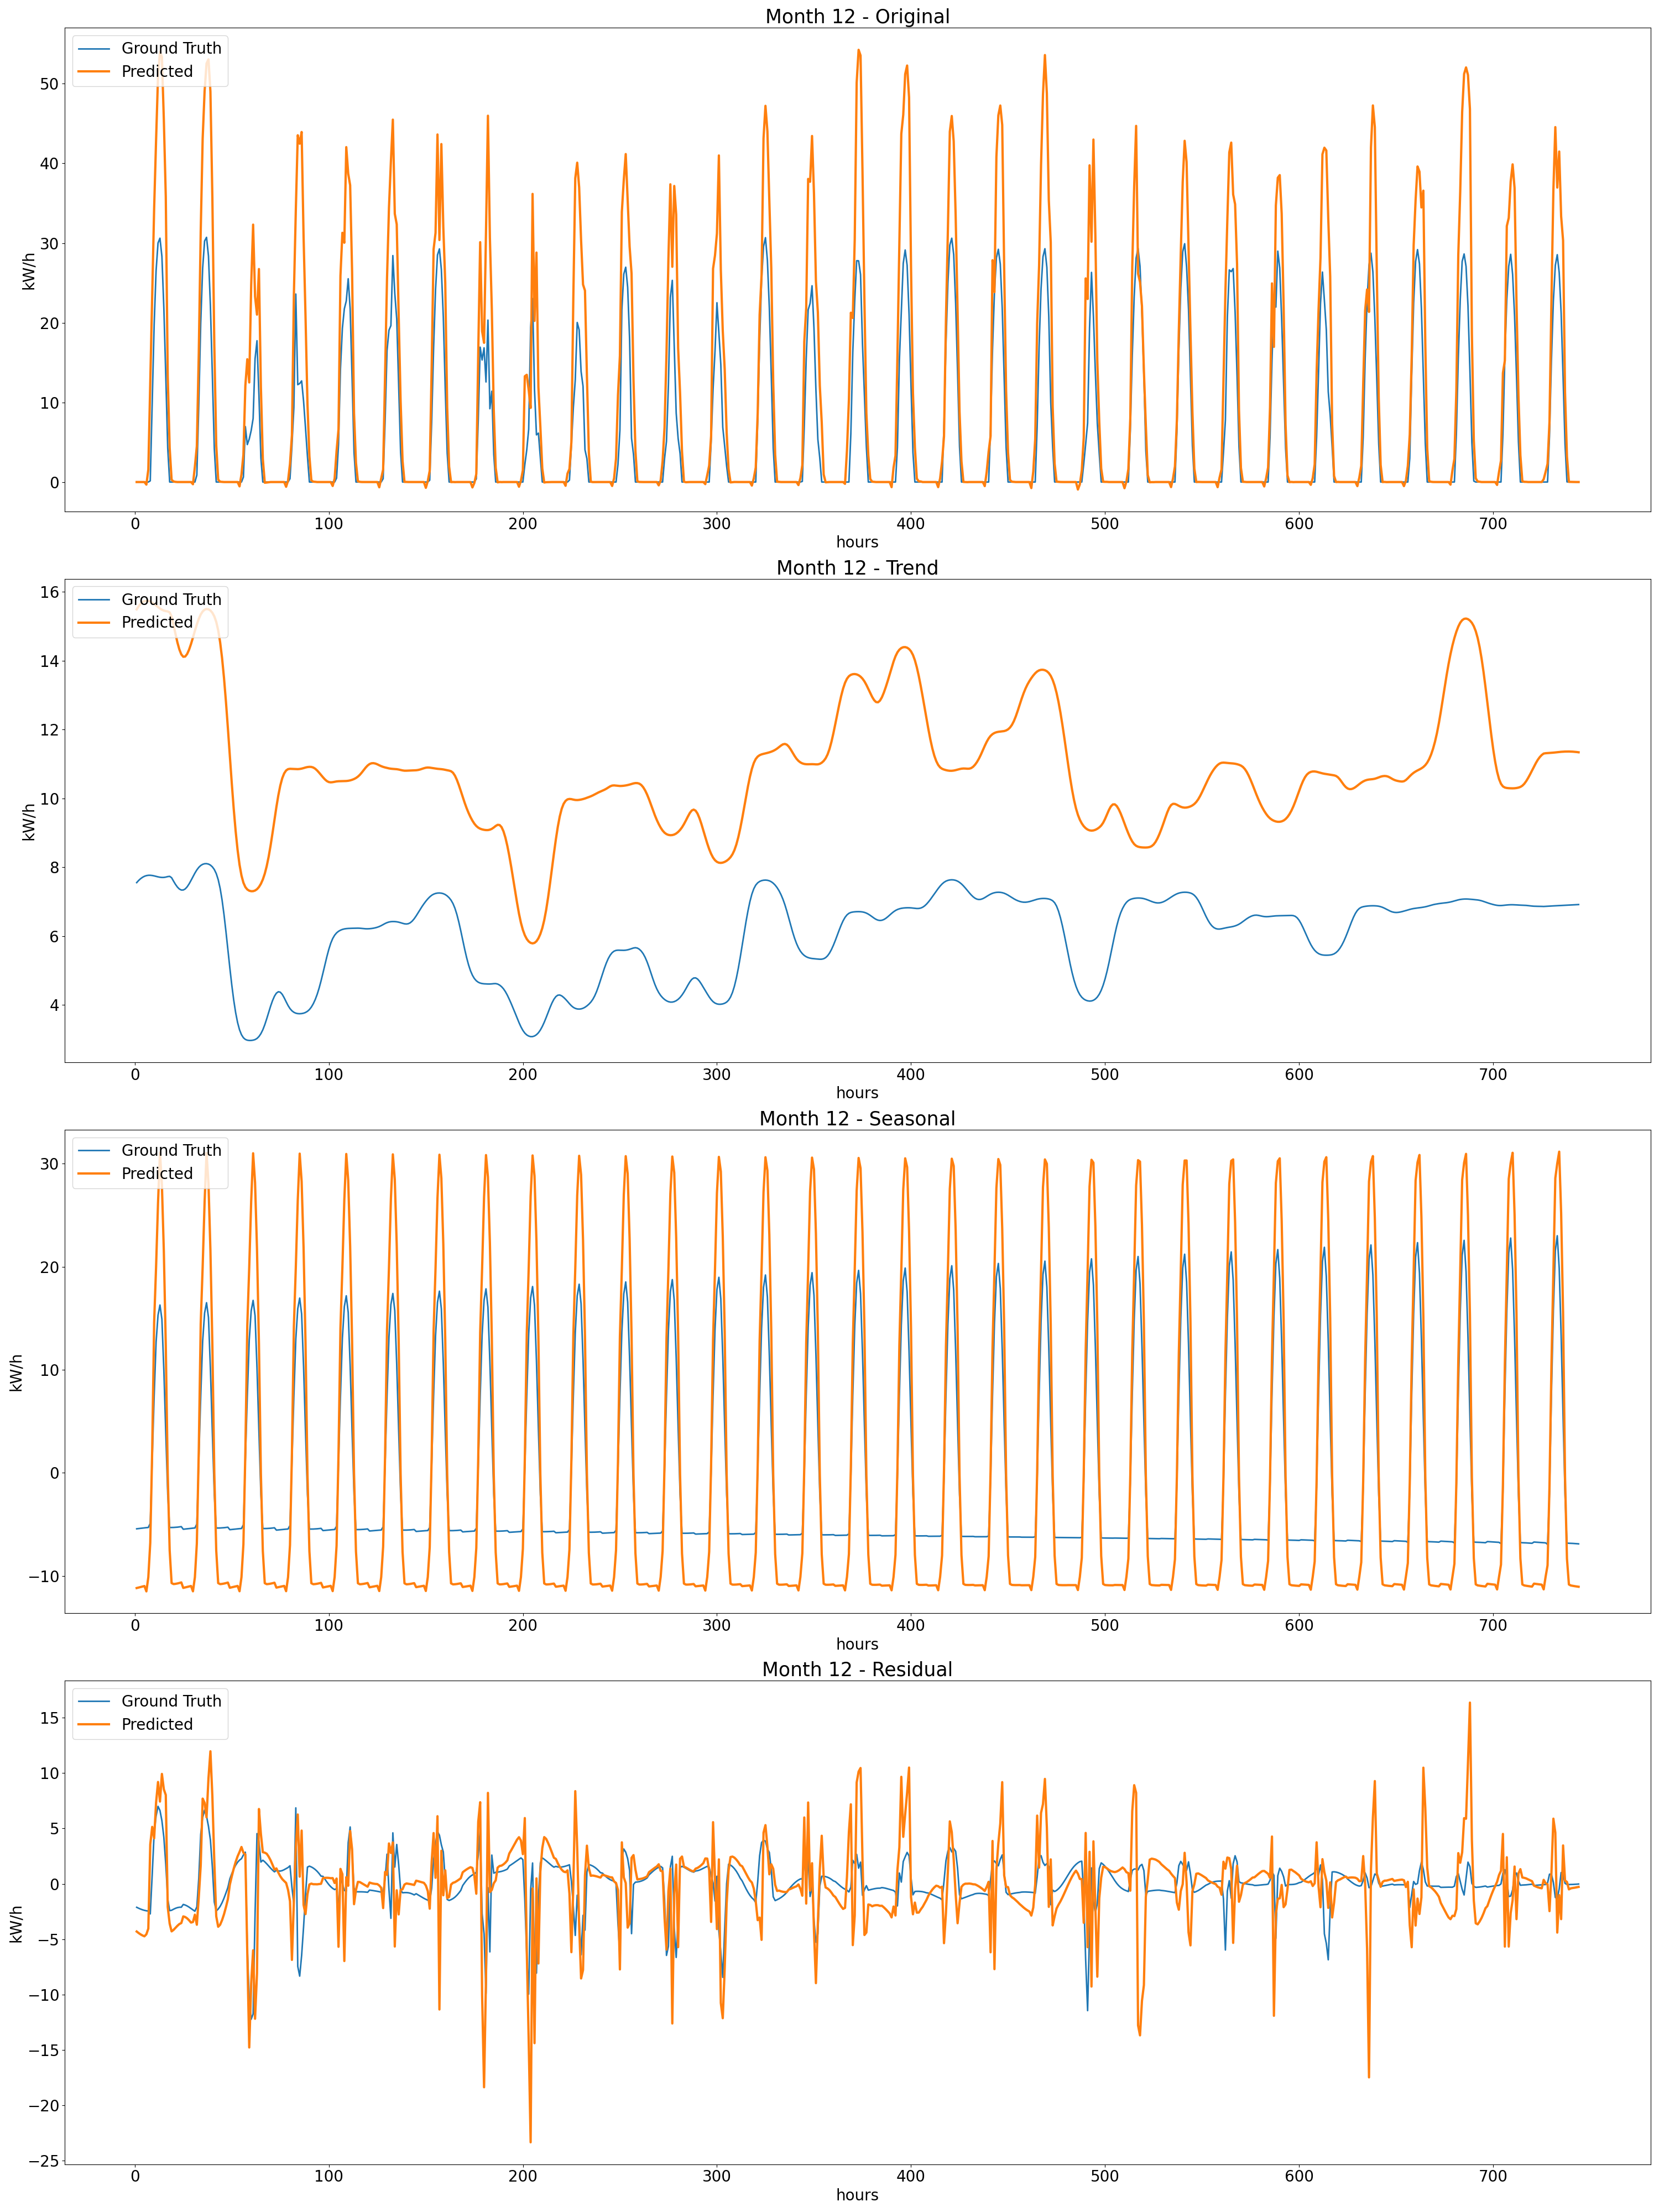 Month 12 - Original
Ground Truth
Predicted
kW/h
50
40
30
20
10
0
0 100 200 300 400 500 600 700
hours
Month 12 - Trend
Ground Truth
Predicted
kW/h
16
14
12
10
8
6
4
0 100 200 300 400 500 600 700
hours
Month 12 - Seasonal
Ground Truth
Predicted
kW/h
30
20
10
0
−10
0 100 200 300 400 500 600 700
hours
Month 12 - Residual
Ground Truth
Predicted
kW/h
15
10
5
0
−5
−10
−15
−20
−25
0 100 200 300 400 500 600 700
hours